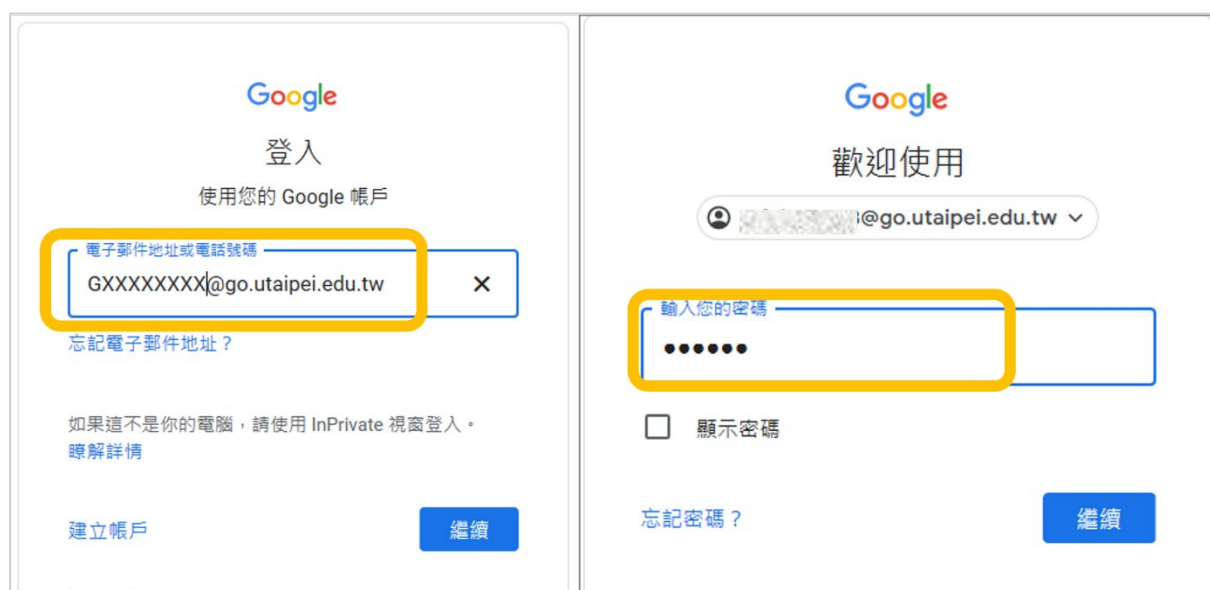 Google
登入
使用您的 Google 帳戶
電子郵件地址或電話號碼
GXXXXXXXX@go.utaipei.edu.tw
忘記電子郵件地址？
如果這不是你的電腦，請使用 InPrivate 視窗登入。
瞭解詳情
建立帳戶
繼續
Google
歡迎使用
@go.utaipei.edu.tw
輸入您的密碼
••••••
顯示密碼
忘記密碼？
繼續